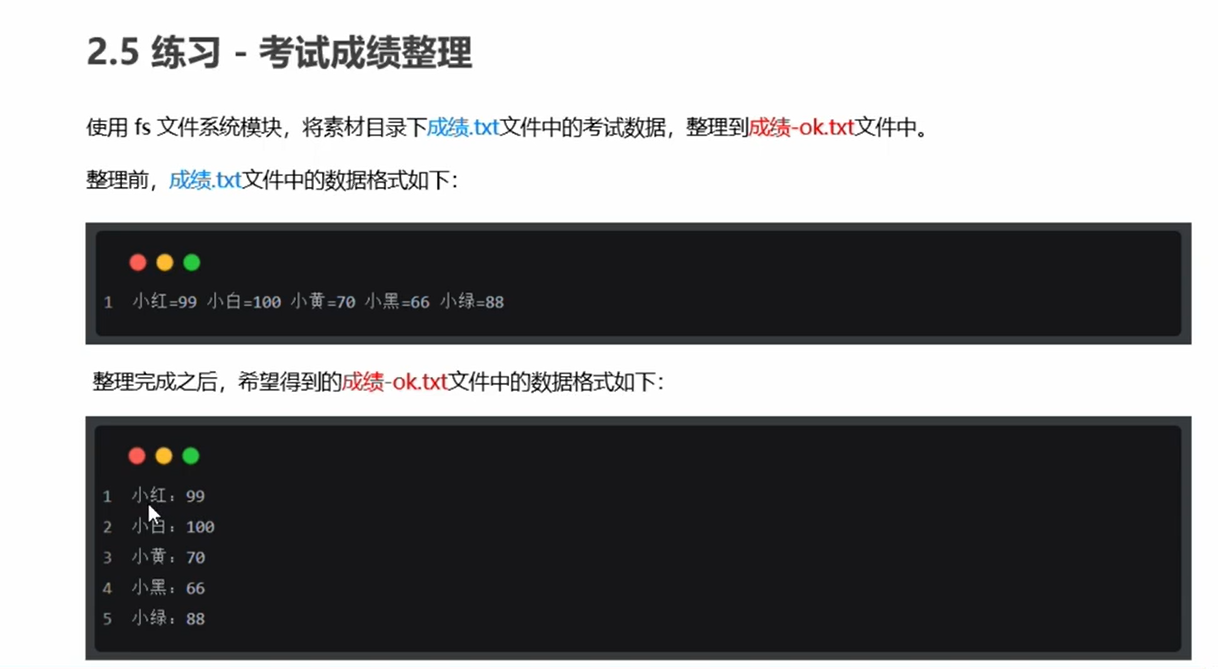 2.5 练习 - 考试成绩整理
使用 fs 文件系统模块，将素材目录下成绩.txt文件中的考试数据，整理到成绩-ok.txt文件中。
整理前，成绩.txt文件中的数据格式如下：
1 小红=99 小白=100 小黄=70 小黑=66 小绿=88
整理完成之后，希望得到的成绩-ok.txt文件中的数据格式如下：
1 小红：99
2 小白：100
3 小黄：70
4 小黑：66
5 小绿：88